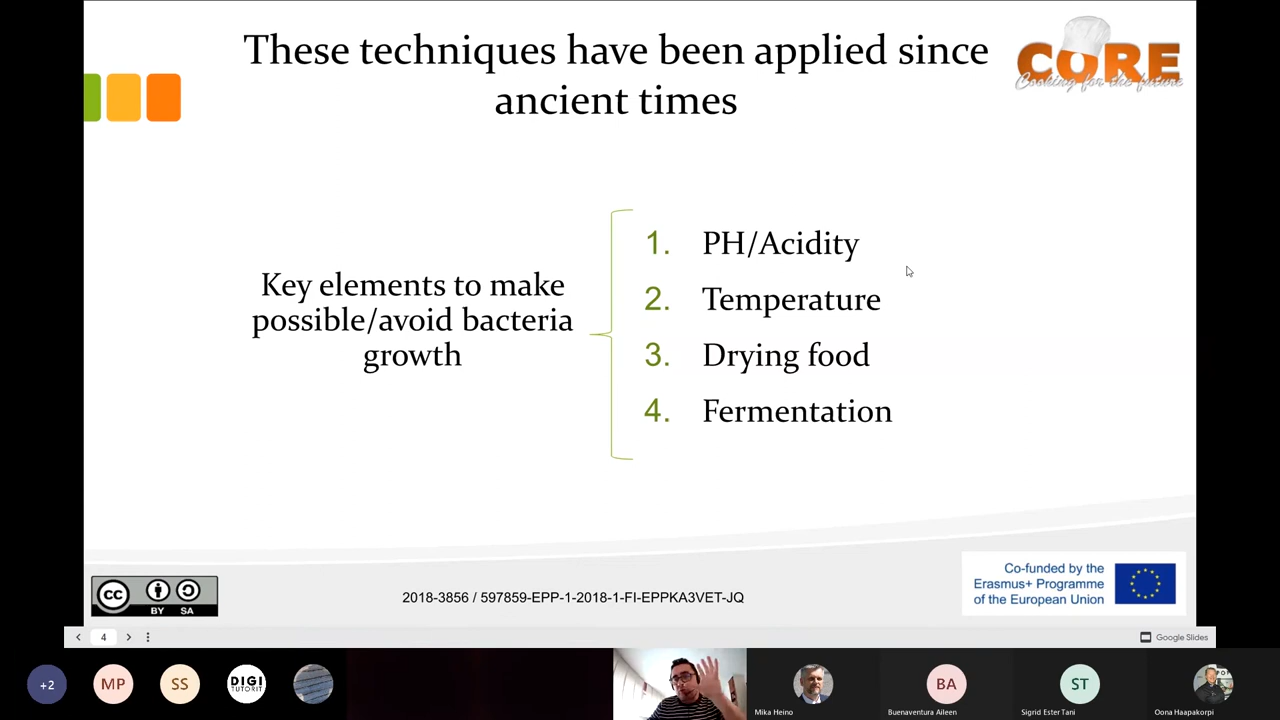 These techniques have been applied since
ancient times
CORE
Cooking for the future
Key elements to make
possible/avoid bacteria
growth
1. PH/Acidity
2. Temperature
3. Drying food
4. Fermentation
cc
BY SA
2018-3856 / 597859-EPP-1-2018-1-FI-EPPKA3VET-JQ
Co-funded by the
Erasmus+ Programme
of the European Union
4
Google Slides
+2
MP
SS
DIGI
TUTORIT
BA
ST
Mika Heino
Buenaventura Aileen
Sigrid Ester Tani
Oona Haapakorpi